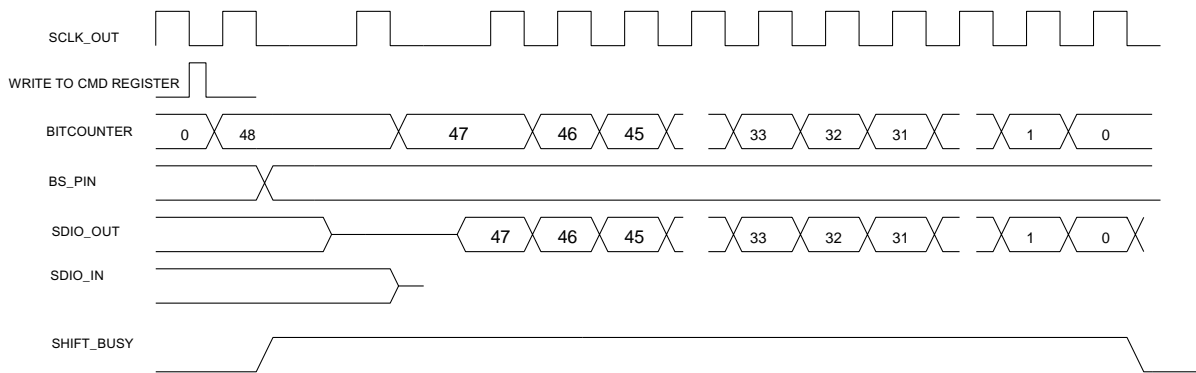 SCLK_OUT
WRITE TO CMD REGISTER
BITCOUNTER 0 48 47 46 45 33 32 31 1 0
BS_PIN
SDIO_OUT 47 46 45 33 32 31 1 0
SDIO_IN
SHIFT_BUSY